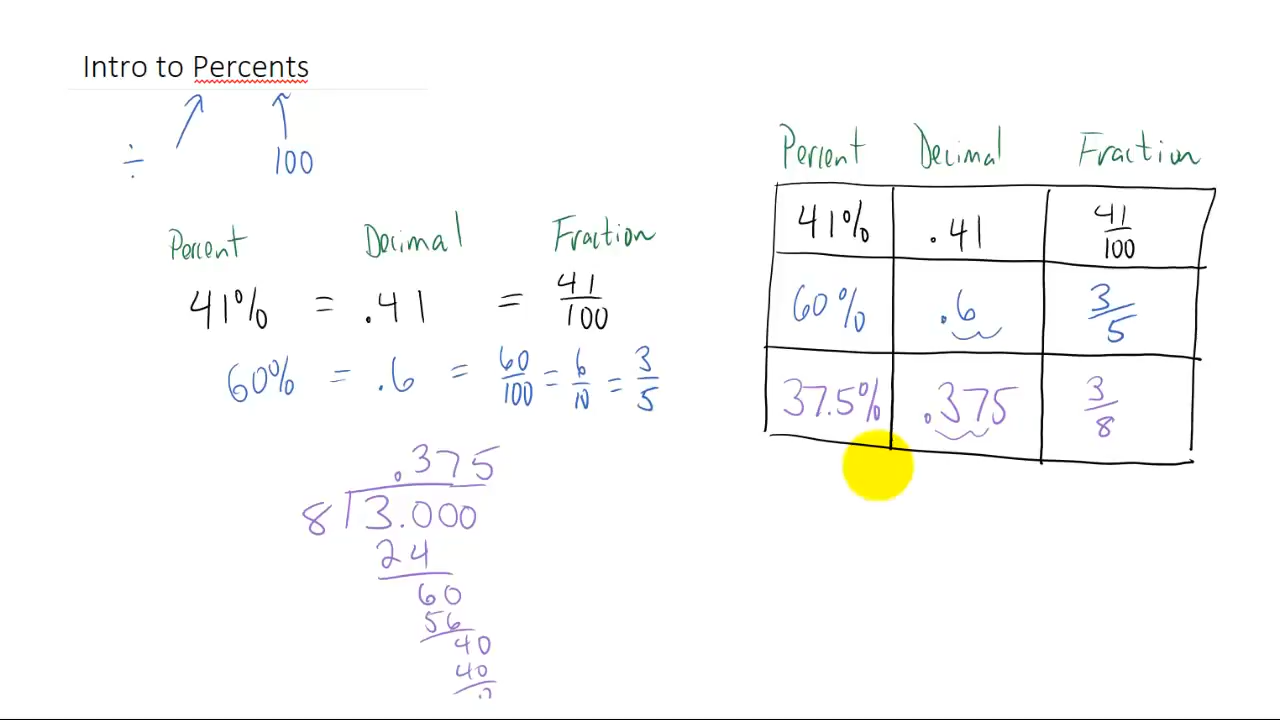 Intro to Percents
÷ 100
Percent Decimal Fraction
41% = .41 = 41/100
60% = .6 = 60/100 = 6/10 = 3/5
.375
8 3.000
24
60
56
40
40
Percent Decimal Fraction
41% .41 41/100
60% .6 3/5
37.5% .375 3/8